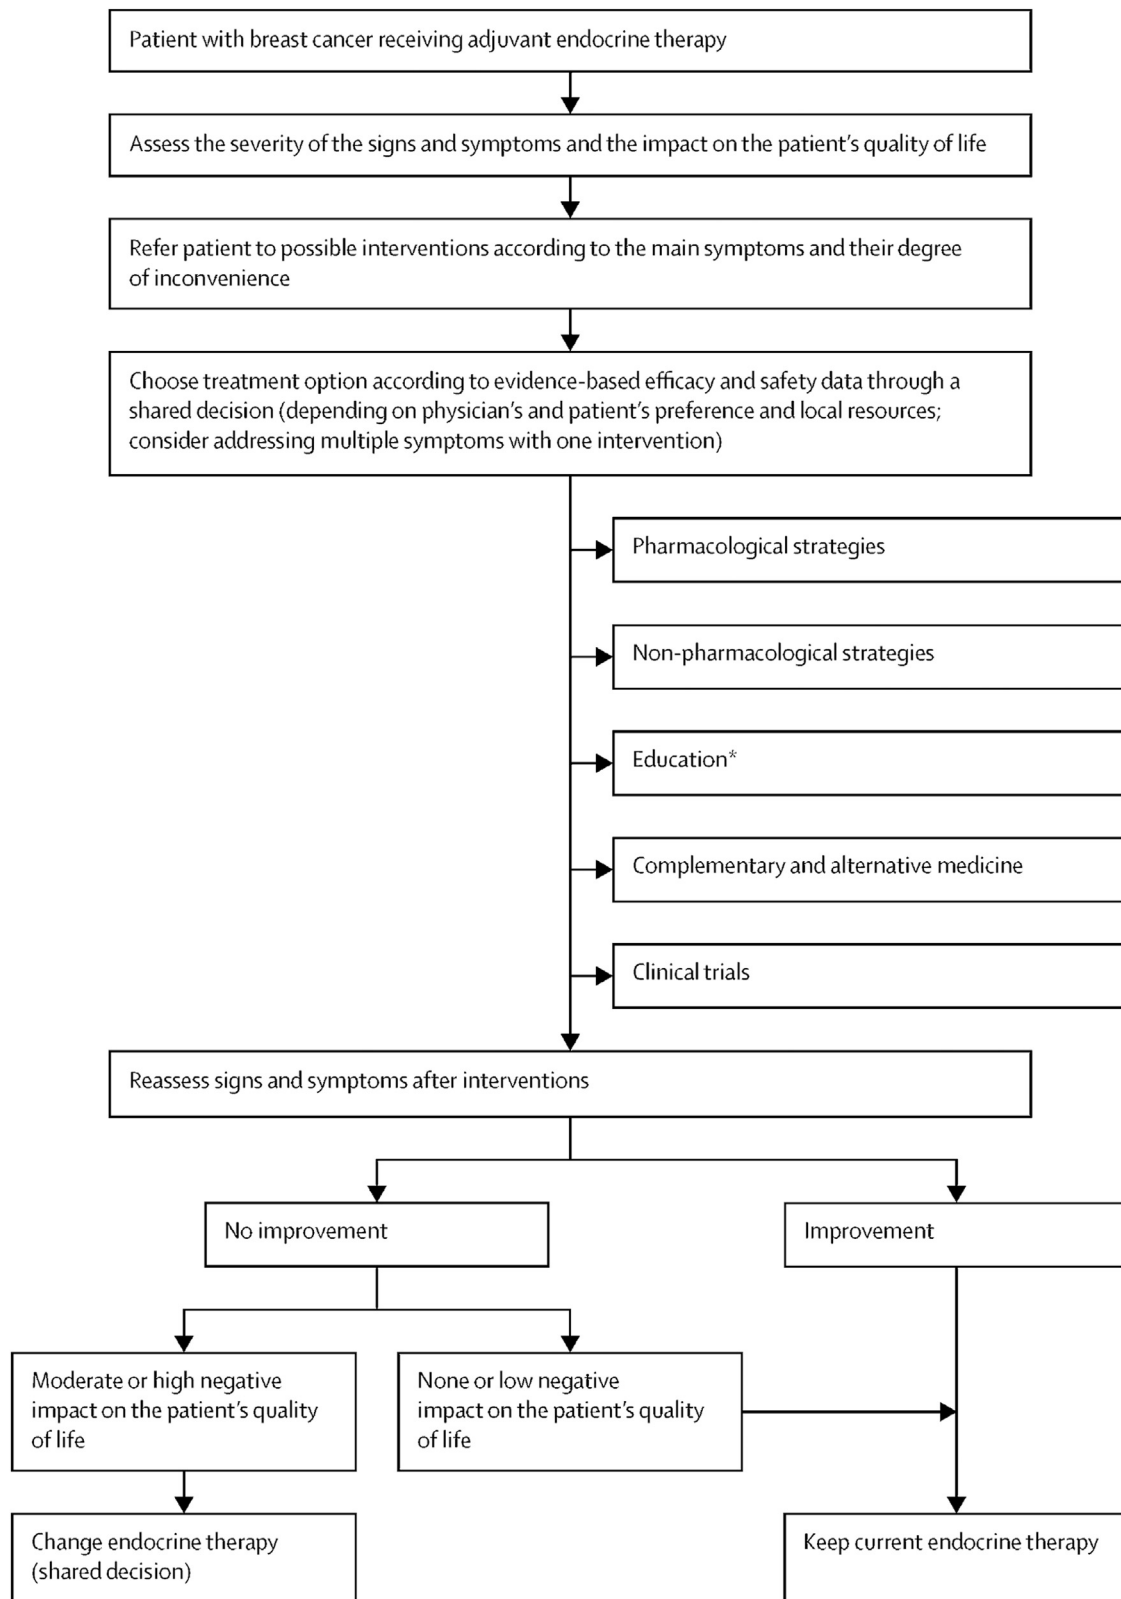 Patient with breast cancer receiving adjuvant endocrine therapy
Assess the severity of the signs and symptoms and the impact on the patient's quality of life
Refer patient to possible interventions according to the main symptoms and their degree
of inconvenience
Choose treatment option according to evidence-based efficacy and safety data through a
shared decision (depending on physician's and patient's preference and local resources;
consider addressing multiple symptoms with one intervention)
Pharmacological strategies
Non-pharmacological strategies
Education*
Complementary and alternative medicine
Clinical trials
Reassess signs and symptoms after interventions
No improvement
Improvement
Moderate or high negative
impact on the patient's quality
of life
None or low negative
impact on the patient's quality
of life
Change endocrine therapy
(shared decision)
Keep current endocrine therapy